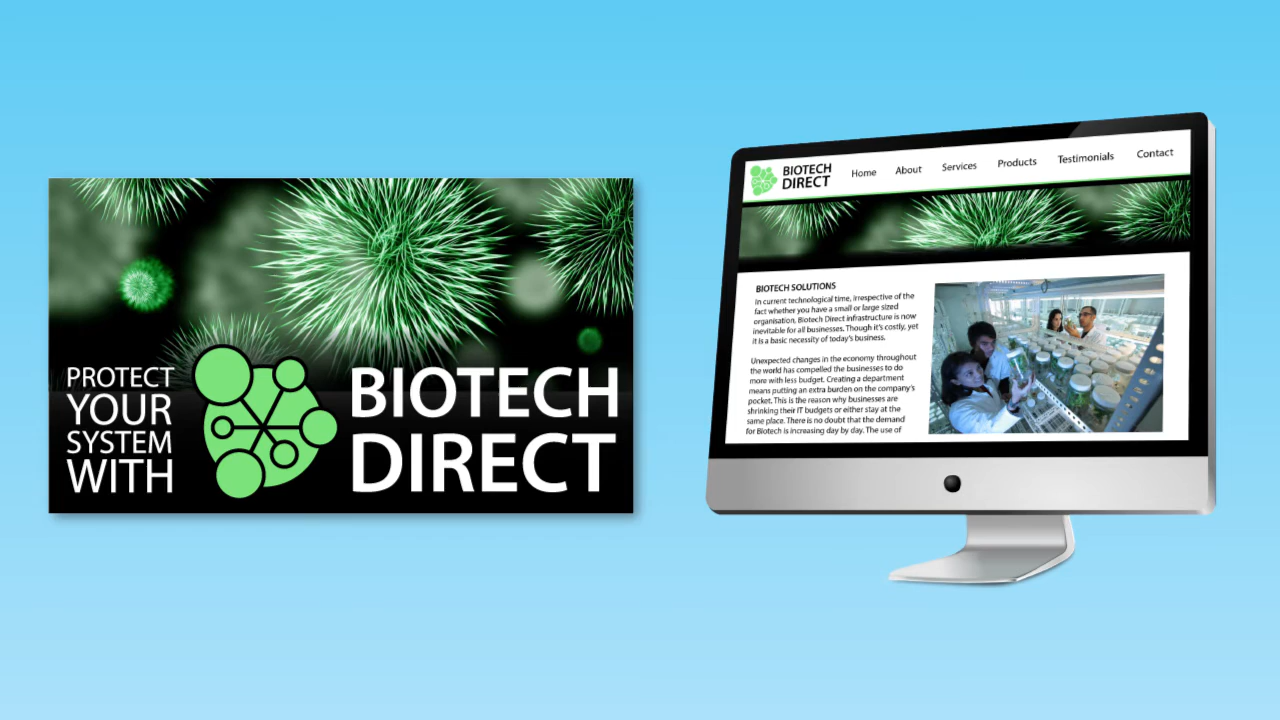 PROTECT
YOUR
SYSTEM
WITH
BIOTECH
DIRECT
BIOTECH
DIRECT
Home About Services Products Testimonials Contact
BIOTECH SOLUTIONS
In current technological time, irrespective of the
fact whether you have a small or large sized
organisation, Biotech Direct infrastructure is now
inevitable for all businesses. Though it's costly, yet
it is a basic necessity of today's business.
Unexpected changes in the economy throughout
the world has compelled the businesses to do
more with less budget. Creating a department
means putting an extra burden on the company's
pocket. This is the reason why businesses are
shrinking their IT budgets or either stay at the
same place. There is no doubt that the demand
for Biotech is increasing day by day. The use of